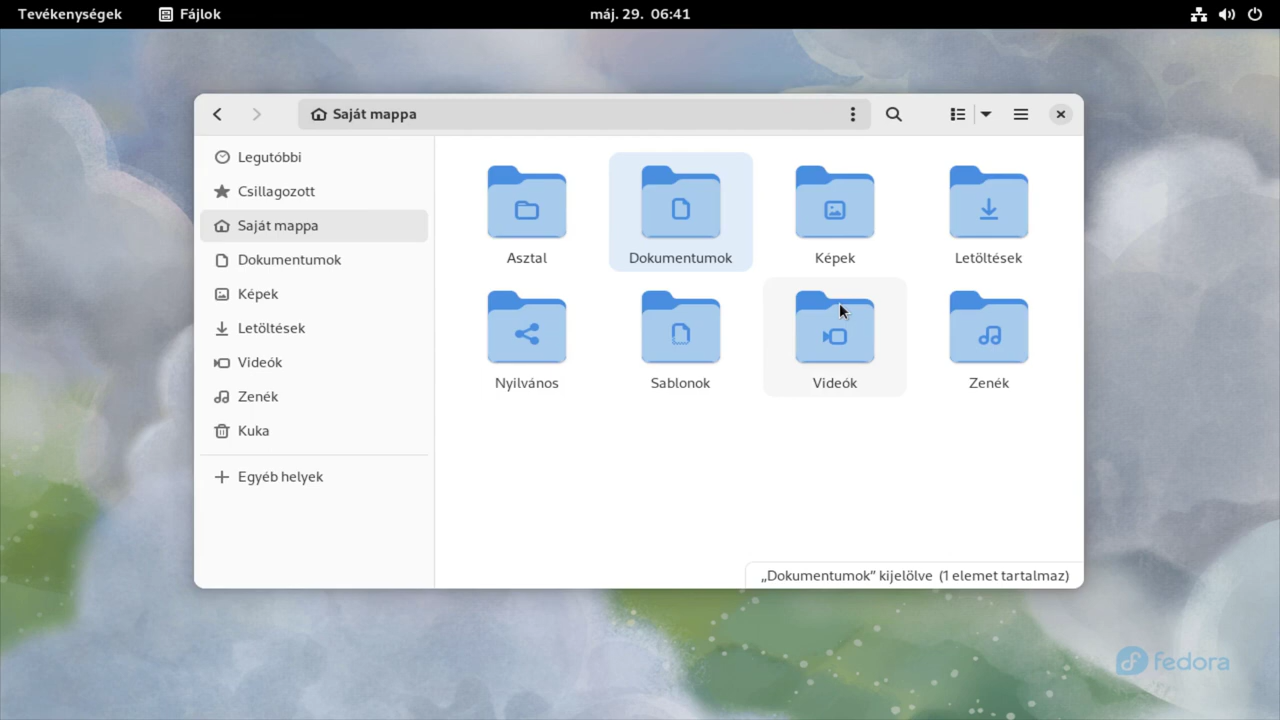 Tevékenységek
Fájlok
máj. 29. 06:41
Saját mappa
Legutóbbi
Csillagozott
Saját mappa
Dokumentumok
Képek
Letöltések
Videók
Zenék
Kuka
Egyéb helyek
Asztal
Dokumentumok
Képek
Letöltések
Nyilvános
Sablonok
Videók
Zenék
„Dokumentumok” kijelölve (1 elemet tartalmaz)
fedora